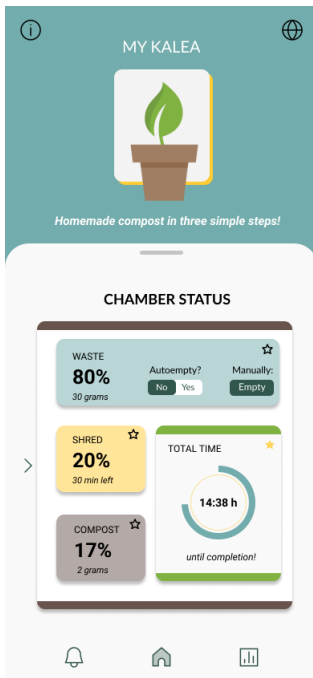 MY KALEA
Homemade compost in three simple steps!
CHAMBER STATUS
WASTE
80%
30 grams
Autoempty?
No Yes
Manually:
Empty
SHRED
20%
30 min left
TOTAL TIME
14:38 h
until completion!
COMPOST
17%
2 grams